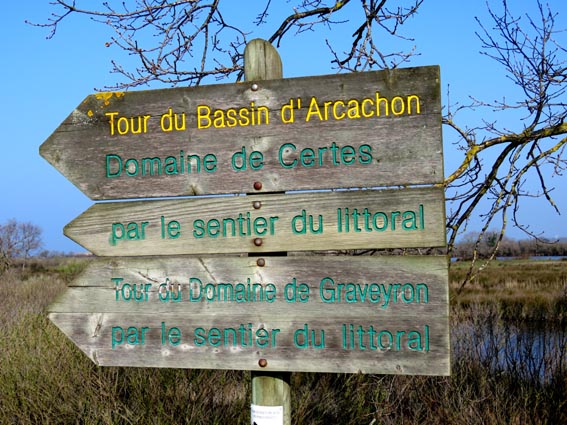 Tour du Bassin d'Arcachon
Domaine de Certes
par le sentier du littoral
Tour du Domaine de Graveyron
par le sentier du littoral